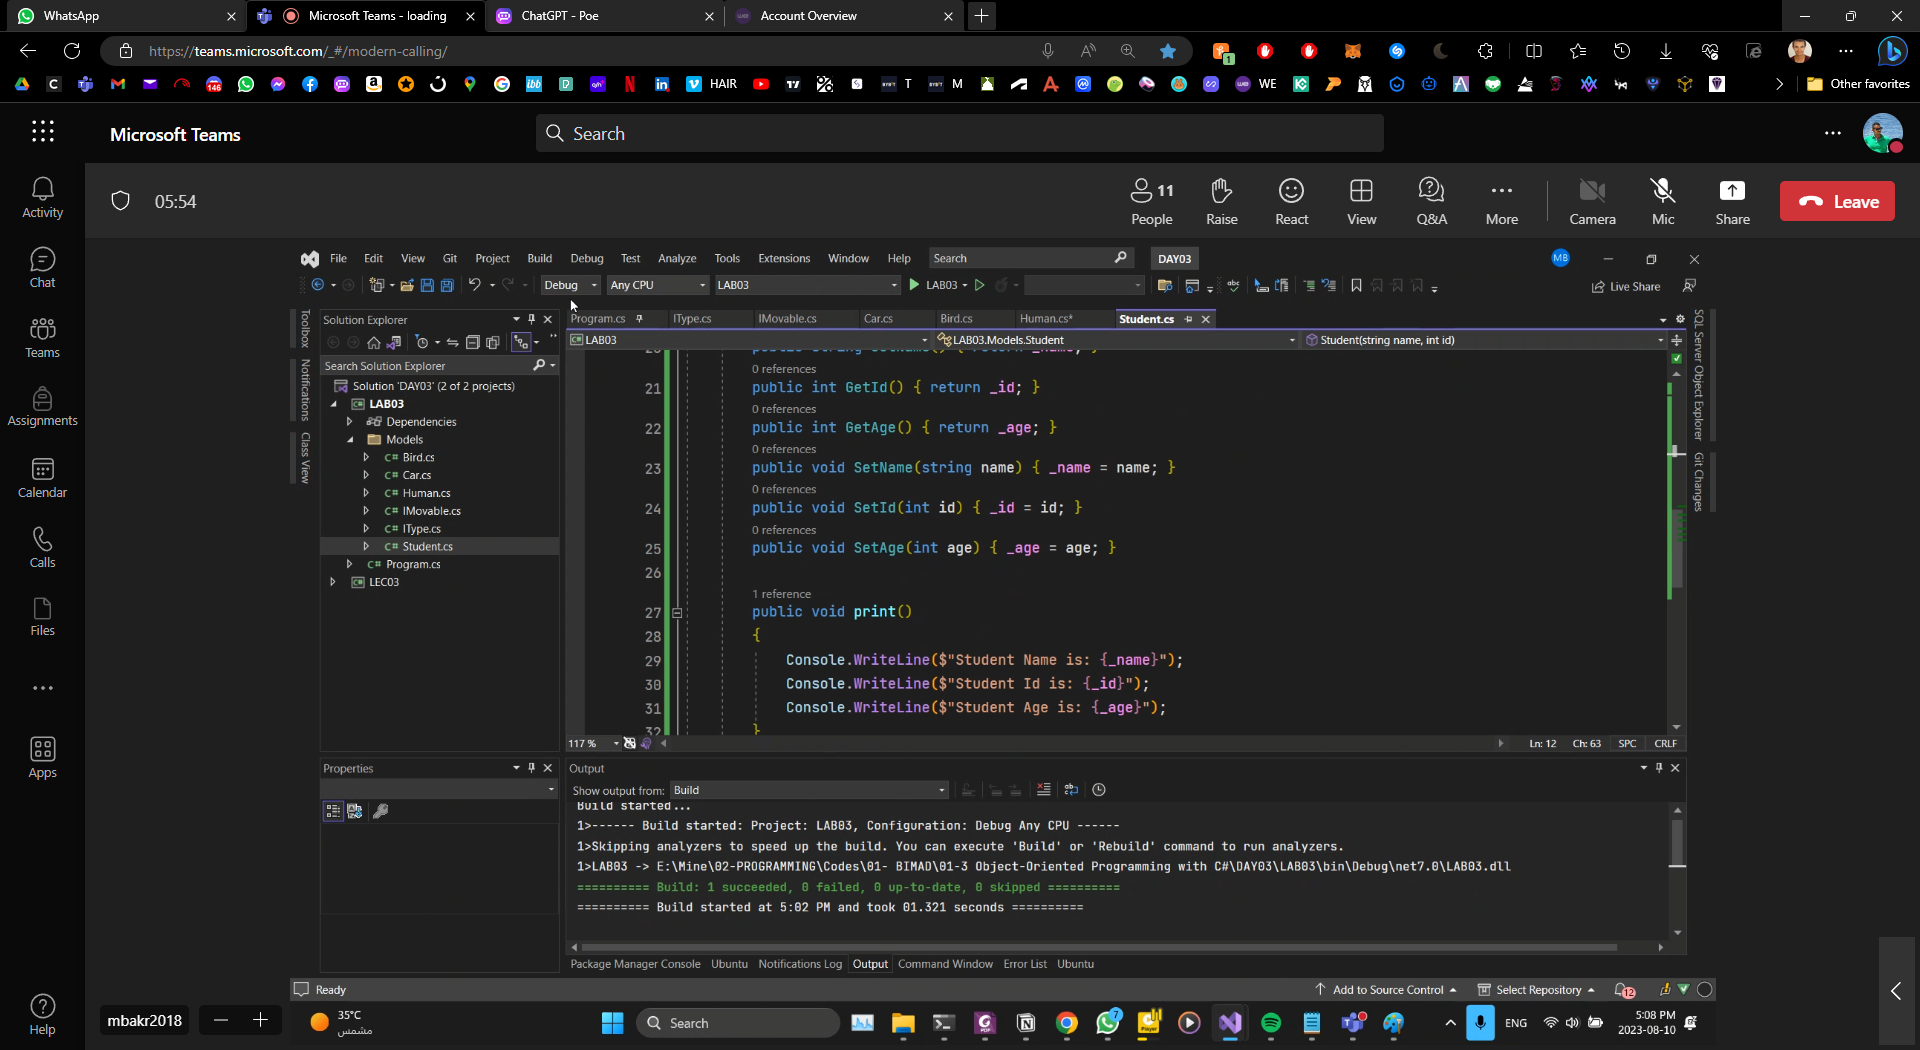 WhatsApp
Microsoft Teams - loading
ChatGPT - Poe
Account Overview
https://teams.microsoft.com/_#/modern-calling/
HAIR
T
M
WE
Other favorites
Microsoft Teams
Search
05:54
11
People
Raise
React
View
Q&A
More
Camera
Mic
Share
Leave
Activity
Chat
Teams
Assignments
Calendar
Calls
Files
Apps
Help
File Edit View Git Project Build Debug Test Analyze Tools Extensions Window Help
Search
DAY03
MB
Debug
Any CPU
LAB03
LAB03
Live Share
Toolbox
Notifications
Class View
Solution Explorer
Search Solution Explorer
Solution 'DAY03' (2 of 2 projects)
LAB03
Dependencies
Models
C# Bird.cs
C# Car.cs
C# Human.cs
C# IMovable.cs
C# IType.cs
C# Student.cs
C# Program.cs
LEC03
Program.cs
IType.cs
IMovable.cs
Car.cs
Bird.cs
Human.cs*
Student.cs
LAB03
LAB03.Models.Student
Student(string name, int id)
0 references
21 public int GetId() { return _id; }
0 references
22 public int GetAge() { return _age; }
0 references
23 public void SetName(string name) { _name = name; }
0 references
24 public void SetId(int id) { _id = id; }
0 references
25 public void SetAge(int age) { _age = age; }
26
1 reference
27 public void print()
28 {
29 Console.WriteLine($"Student Name is: {_name}");
30 Console.WriteLine($"Student Id is: {_id}");
31 Console.WriteLine($"Student Age is: {_age}");
32 }
117 %
Ln: 12 Ch: 63 SPC CRLF
SQL Server Object Explorer
Git Changes
Properties
Output
Show output from: Build
Build started...
1>------ Build started: Project: LAB03, Configuration: Debug Any CPU ------
1>Skipping analyzers to speed up the build. You can execute 'Build' or 'Rebuild' command to run analyzers.
1>LAB03 -> E:\Mine\02-PROGRAMMING\Codes\01- BIMAD\01-3 Object-Oriented Programming with C#\DAY03\LAB03\bin\Debug\net7.0\LAB03.dll
========== Build: 1 succeeded, 0 failed, 0 up-to-date, 0 skipped ==========
========== Build started at 5:02 PM and took 01.321 seconds ==========
Package Manager Console Ubuntu Notifications Log Output Command Window Error List Ubuntu
Ready
Add to Source Control
Select Repository
12
mbakr2018
35°C
مشمس
Search
7
ENG
5:08 PM
2023-08-10